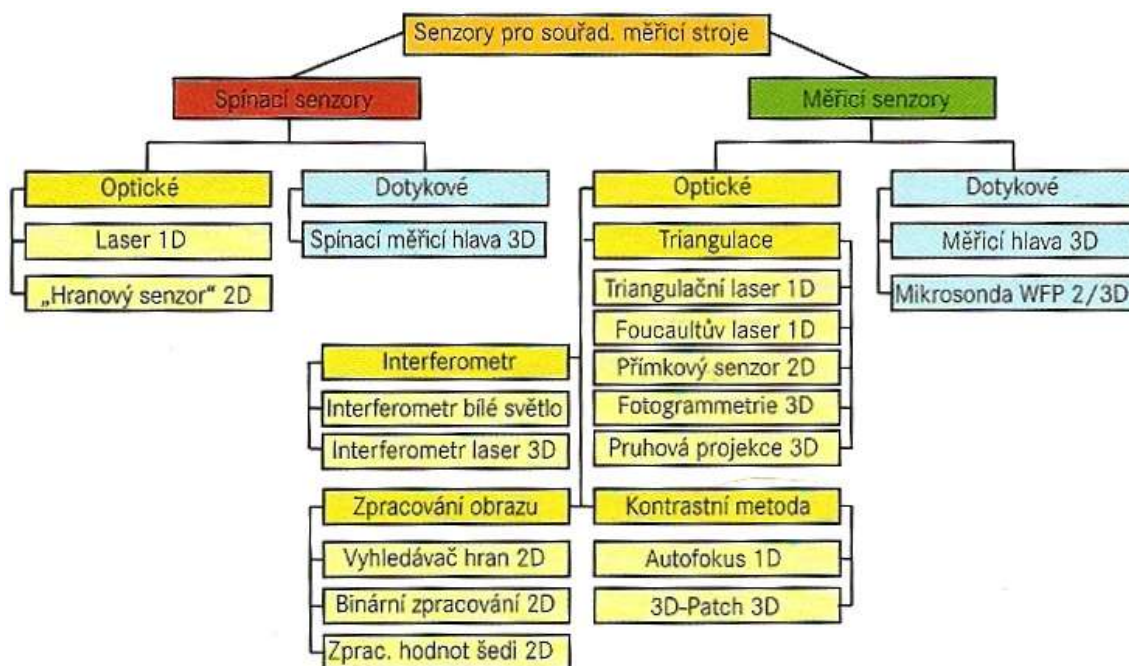 Senzory pro souřad. měřicí stroje
Spínací senzory
Měřicí senzory
Optické
Dotykové
Optické
Dotykové
Laser 1D
Spínací měřicí hlava 3D
Triangulace
Měřicí hlava 3D
„Hranový senzor“ 2D
Triangulační laser 1D
Mikrosonda WFP 2/3D
Foucaultův laser 1D
Interferometr
Přímkový senzor 2D
Interferometr bílé světlo
Fotogrammetrie 3D
Interferometr laser 3D
Pruhová projekce 3D
Zpracování obrazu
Kontrastní metoda
Vyhledávač hran 2D
Autofokus 1D
Binární zpracování 2D
3D-Patch 3D
Zprac. hodnot šedi 2D